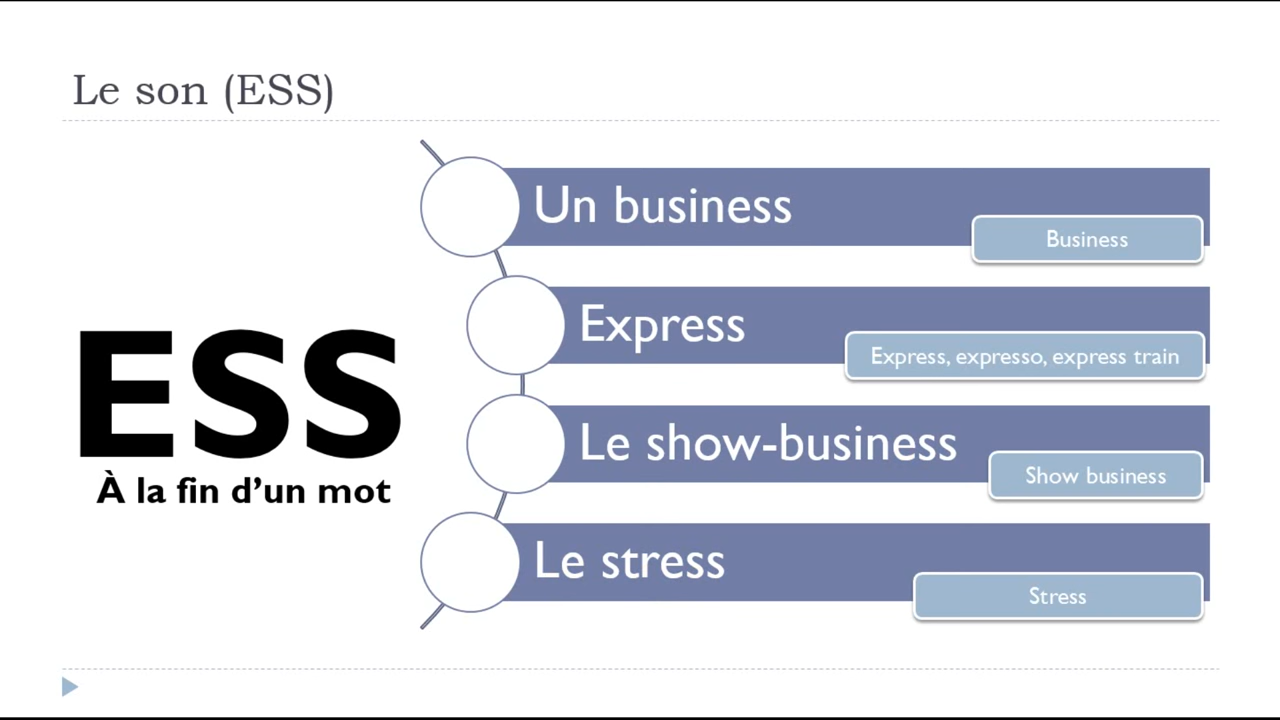 Le son (ESS)
ESS
À la fin d’un mot
Un business
Business
Express
Express, expresso, express train
Le show-business
Show business
Le stress
Stress